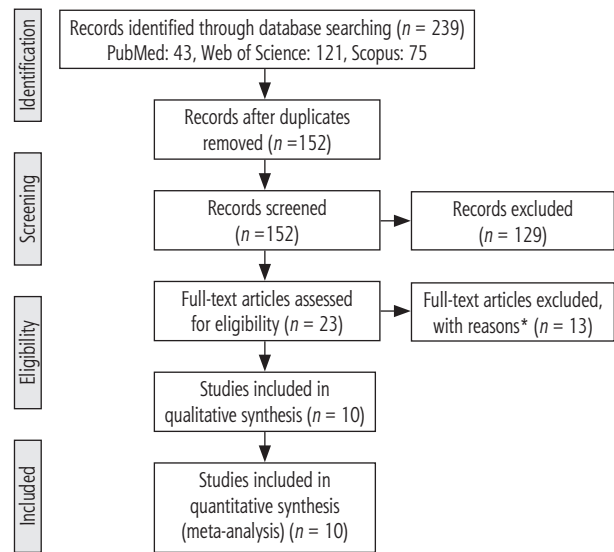 Identification
Records identified through database searching (n = 239)
PubMed: 43, Web of Science: 121, Scopus: 75
Records after duplicates
removed (n =152)
Screening
Records screened
(n =152)
Records excluded
(n = 129)
Eligibility
Full-text articles assessed
for eligibility (n = 23)
Full-text articles excluded,
with reasons* (n = 13)
Studies included in
qualitative synthesis (n = 10)
Included
Studies included in
quantitative synthesis
(meta-analysis) (n = 10)